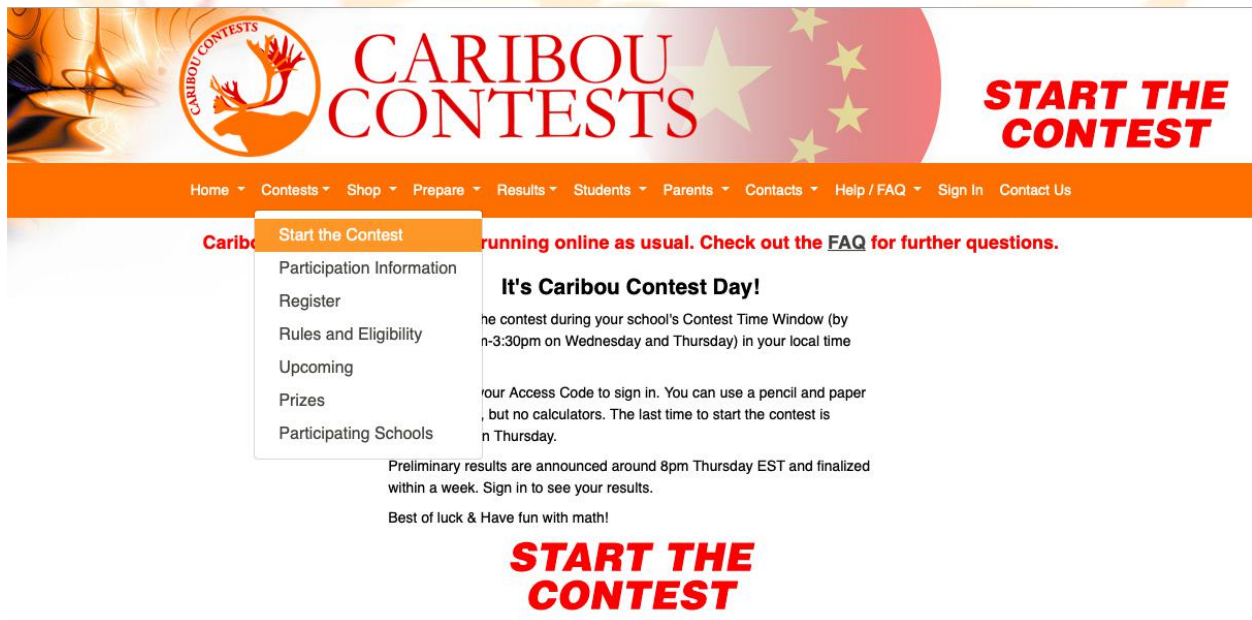 CARIBOU CONTESTS
CARIBOU
CONTESTS
START THE
CONTEST
Home Contests Shop Prepare Results Students Parents Contacts Help / FAQ Sign In Contact Us
Start the Contest
Participation Information
Register
Rules and Eligibility
Upcoming
Prizes
Participating Schools
running online as usual. Check out the FAQ for further questions.
It's Caribou Contest Day!
the contest during your school's Contest Time Window (by
-3:30pm on Wednesday and Thursday) in your local time
your Access Code to sign in. You can use a pencil and paper
, but no calculators. The last time to start the contest is
n Thursday.
Preliminary results are announced around 8pm Thursday EST and finalized
within a week. Sign in to see your results.
Best of luck & Have fun with math!
START THE
CONTEST